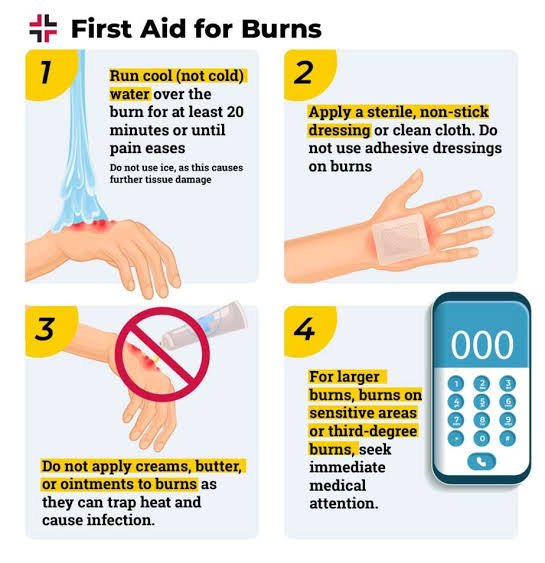 First Aid for Burns
1
Run cool (not cold)
water over the
burn for at least 20
minutes or until
pain eases
Do not use ice, as this causes
further tissue damage
2
Apply a sterile, non-stick
dressing or clean cloth. Do
not use adhesive dressings
on burns
3
Do not apply creams, butter,
or ointments to burns as
they can trap heat and
cause infection.
4
For larger
burns, burns on
sensitive areas
or third-degree
burns, seek
immediate
medical
attention.
000
1 2 3
4 5 6
7 8 9
* 0 #